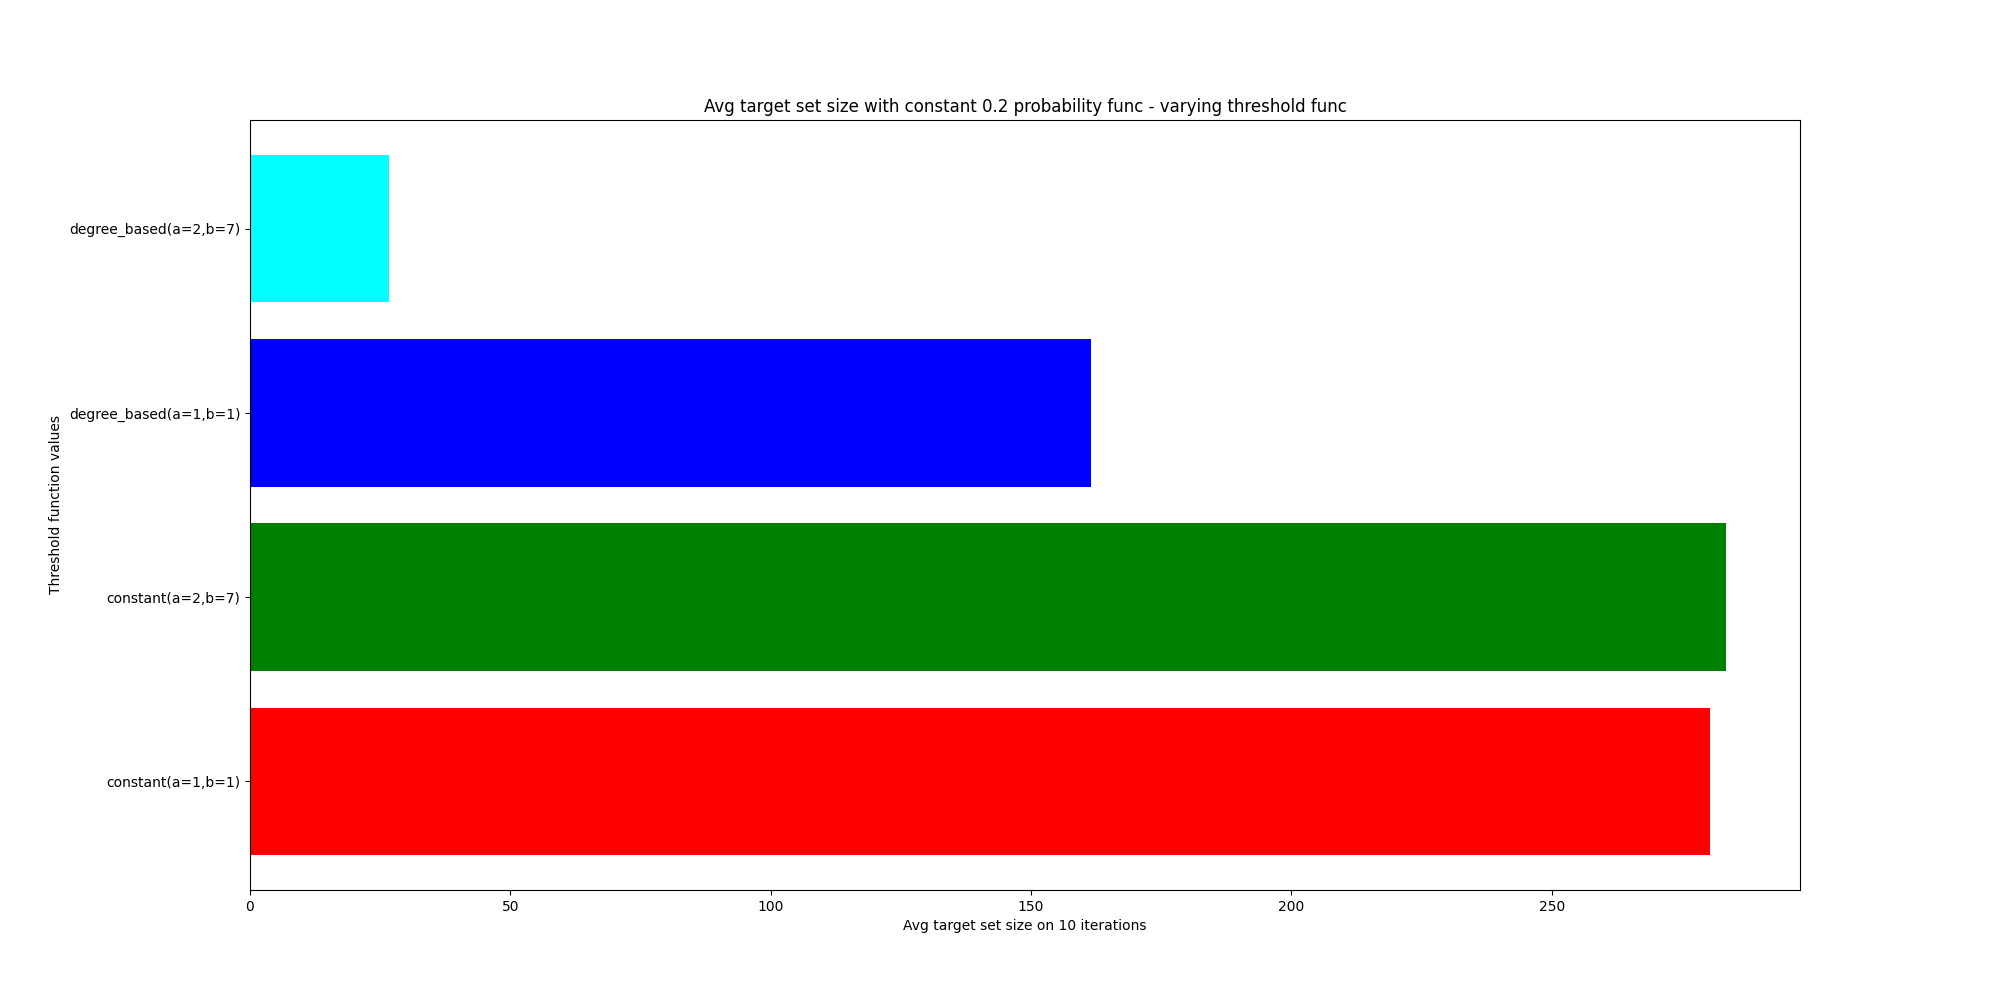 Avg target set size with constant 0.2 probability func - varying threshold func
degree_based(a=2,b=7)
degree_based(a=1,b=1)
constant(a=2,b=7)
constant(a=1,b=1)
Threshold function values
0 50 100 150 200 250
Avg target set size on 10 iterations